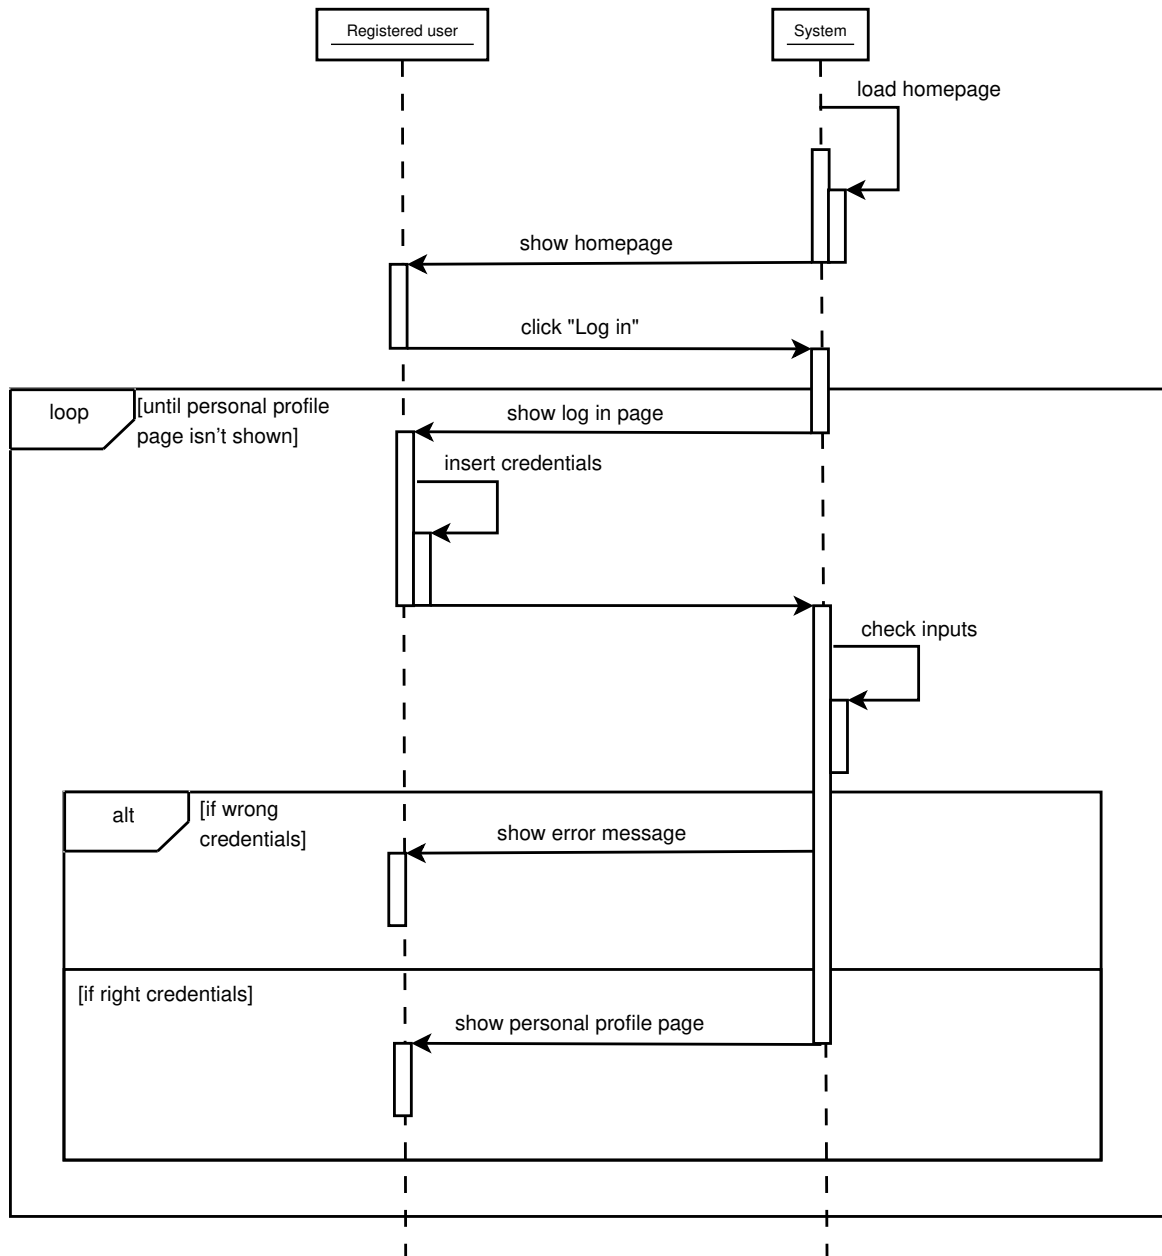 Registered user
System
load homepage
show homepage
click "Log in"
loop
[until personal profile
page isn't shown]
show log in page
insert credentials
check inputs
alt
[if wrong
credentials]
show error message
[if right credentials]
show personal profile page